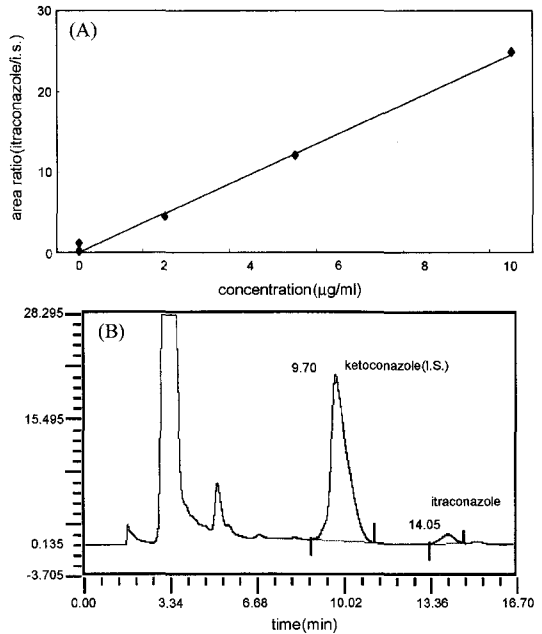 (A)
area ratio(itraconazole/i.s.)
30
20
10
0
0 2 4 6 8 10
concentration(μg/ml)
(B)
28.295
15.495
0.135
-3.705
9.70 ketoconazole(I.S.)
itraconazole
14.05
0.00 3.34 6.68 10.02 13.36 16.70
time(min)